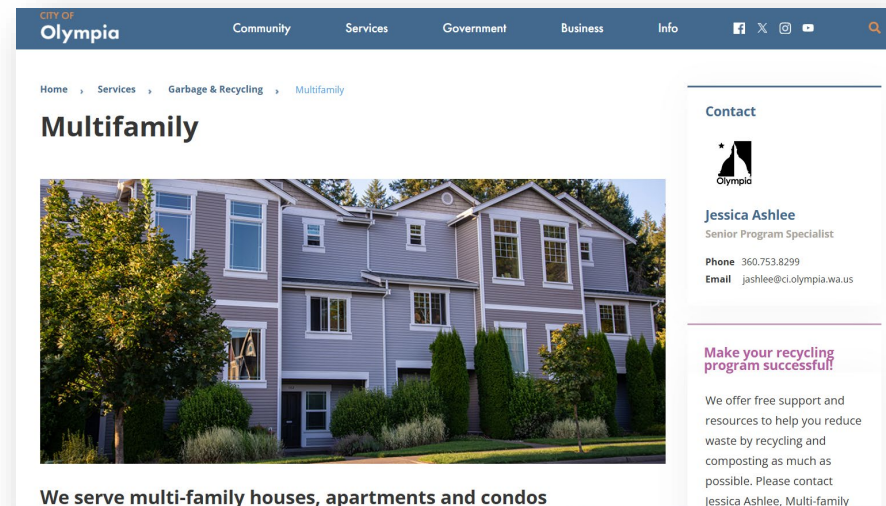 CITY OF
Olympia
Community Services Government Business Info
Home › Services › Garbage & Recycling › Multifamily
Multifamily
We serve multi-family houses, apartments and condos
Contact
Olympia
Jessica Ashlee
Senior Program Specialist
Phone 360.753.8299
Email jashlee@ci.olympia.wa.us
Make your recycling
program successful!
We offer free support and
resources to help you reduce
waste by recycling and
composting as much as
possible. Please contact
Jessica Ashlee, Multi-family